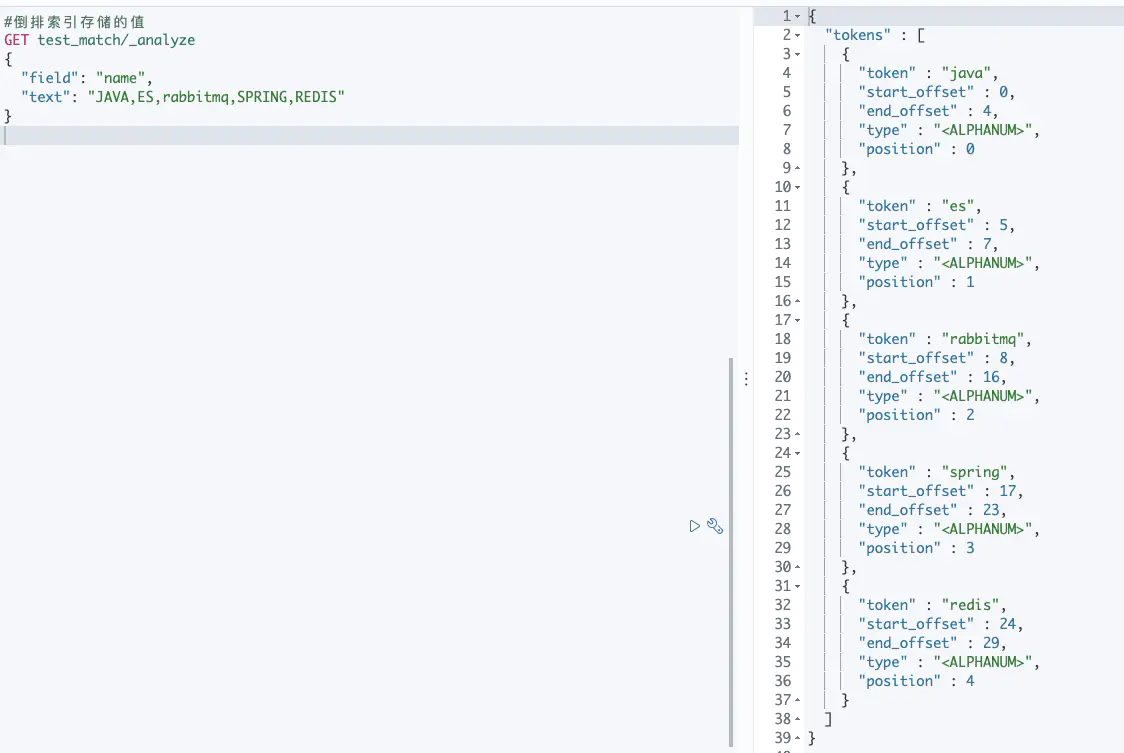 #倒排索引存储的值
GET test_match/_analyze
{
  "field": "name",
  "text": "JAVA,ES,rabbitmq,SPRING,REDIS"
}
1 {
2   "tokens" : [
3     {
4       "token" : "java",
5       "start_offset" : 0,
6       "end_offset" : 4,
7       "type" : "<ALPHANUM>",
8       "position" : 0
9     },
10     {
11       "token" : "es",
12       "start_offset" : 5,
13       "end_offset" : 7,
14       "type" : "<ALPHANUM>",
15       "position" : 1
16     },
17     {
18       "token" : "rabbitmq",
19       "start_offset" : 8,
20       "end_offset" : 16,
21       "type" : "<ALPHANUM>",
22       "position" : 2
23     },
24     {
25       "token" : "spring",
26       "start_offset" : 17,
27       "end_offset" : 23,
28       "type" : "<ALPHANUM>",
29       "position" : 3
30     },
31     {
32       "token" : "redis",
33       "start_offset" : 24,
34       "end_offset" : 29,
35       "type" : "<ALPHANUM>",
36       "position" : 4
37     }
38   ]
39 }